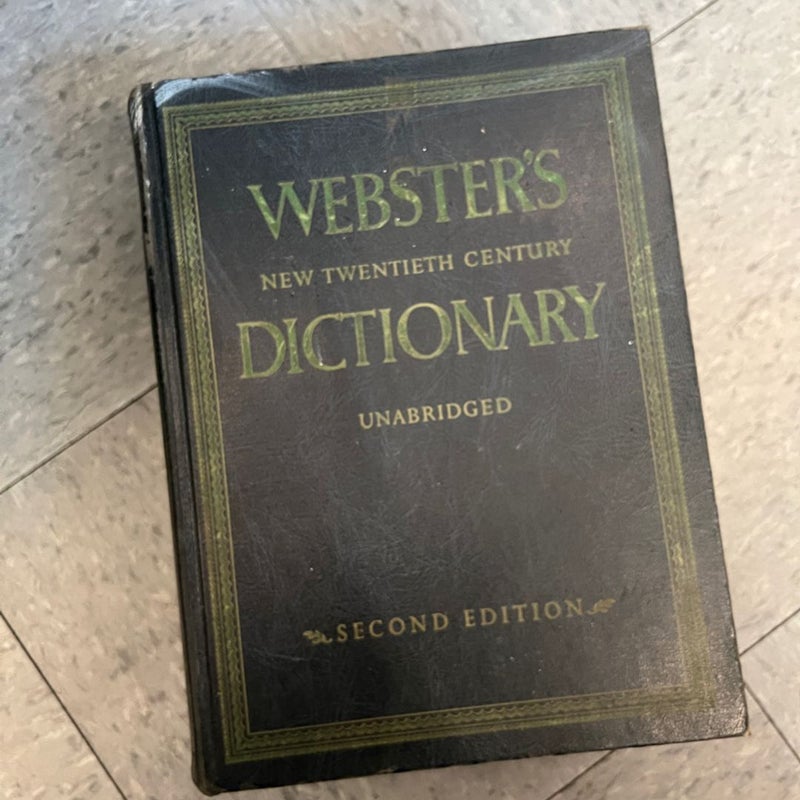 WEBSTER'S
NEW TWENTIETH CENTURY
DICTIONARY
UNABRIDGED
SECOND EDITION